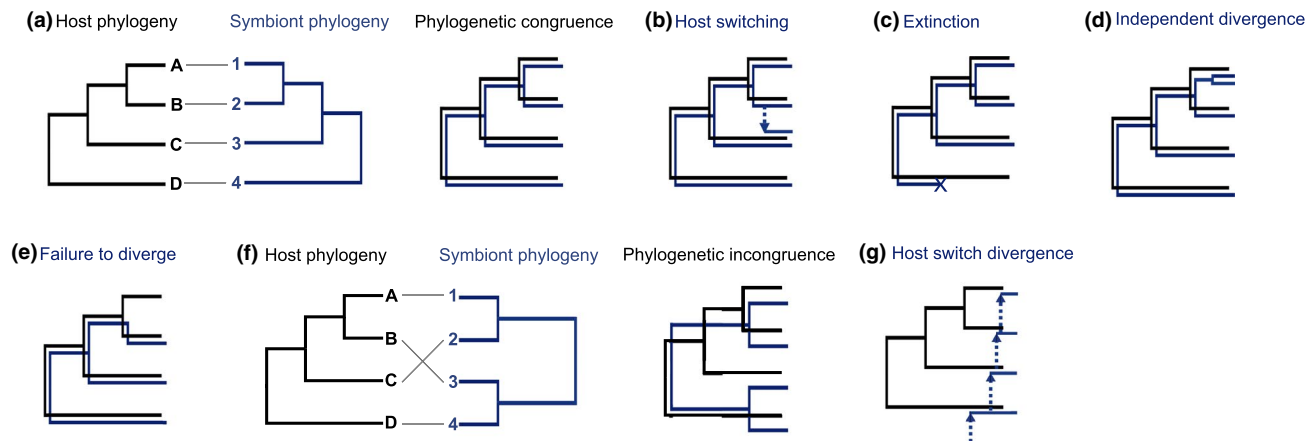 (a) Host phylogeny Symbiont phylogeny Phylogenetic congruence
A 1
B 2
C 3
D 4
(b) Host switching
(c) Extinction
X
(d) Independent divergence
(e) Failure to diverge
(f) Host phylogeny Symbiont phylogeny Phylogenetic incongruence
A 1
B 2
C 3
D 4
(g) Host switch divergence